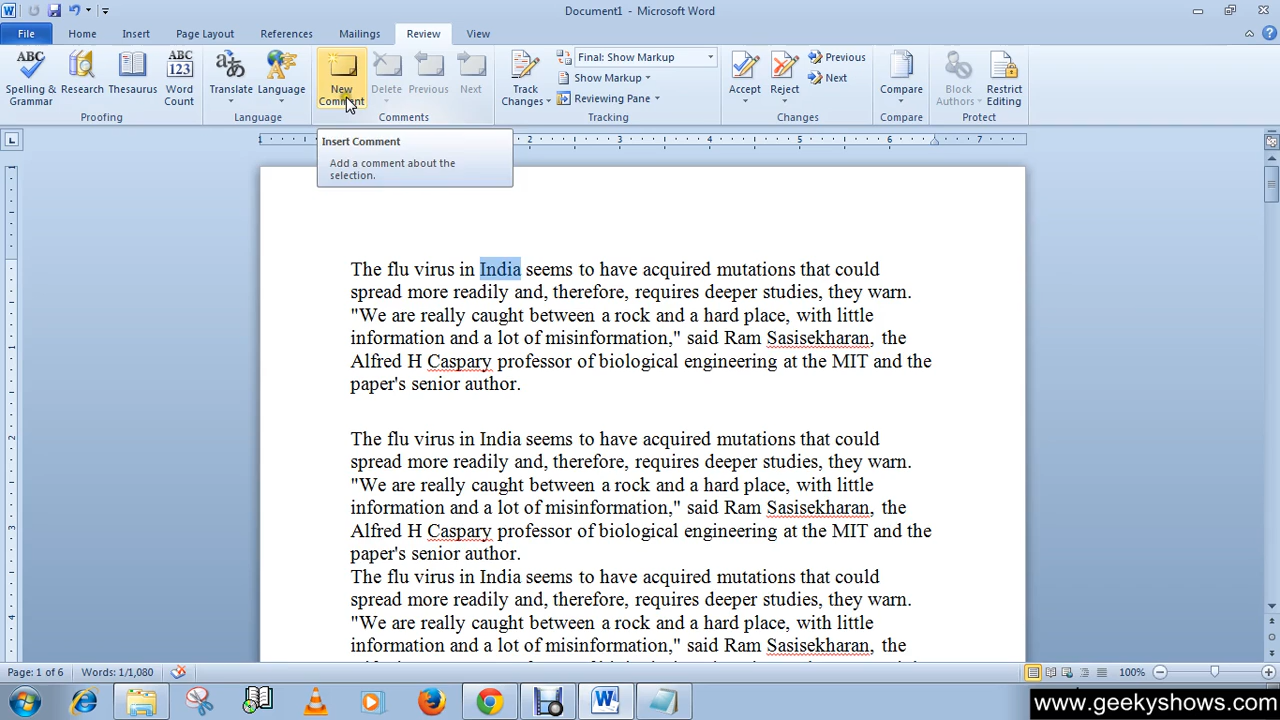 Document1 - Microsoft Word
File Home Insert Page Layout References Mailings Review View
ABC
Spelling & Grammar
Research
Thesaurus
ABC
123
Word Count
Translate
Language
New Comment
Delete
Previous
Next
Track Changes
Final: Show Markup
Show Markup
Reviewing Pane
Accept
Reject
Previous
Next
Compare
Block Authors
Restrict Editing
Proofing Language Comments Tracking Changes Compare Protect
1 2 3 4 5 6 7
Insert Comment
Add a comment about the
selection.
The flu virus in India seems to have acquired mutations that could
spread more readily and, therefore, requires deeper studies, they warn.
"We are really caught between a rock and a hard place, with little
information and a lot of misinformation," said Ram Sasisekharan, the
Alfred H Caspary professor of biological engineering at the MIT and the
paper's senior author.
The flu virus in India seems to have acquired mutations that could
spread more readily and, therefore, requires deeper studies, they warn.
"We are really caught between a rock and a hard place, with little
information and a lot of misinformation," said Ram Sasisekharan, the
Alfred H Caspary professor of biological engineering at the MIT and the
paper's senior author.
The flu virus in India seems to have acquired mutations that could
spread more readily and, therefore, requires deeper studies, they warn.
"We are really caught between a rock and a hard place, with little
information and a lot of misinformation," said Ram Sasisekharan, the
Page: 1 of 6 Words: 1/1,080 100%
www.geekyshows.com